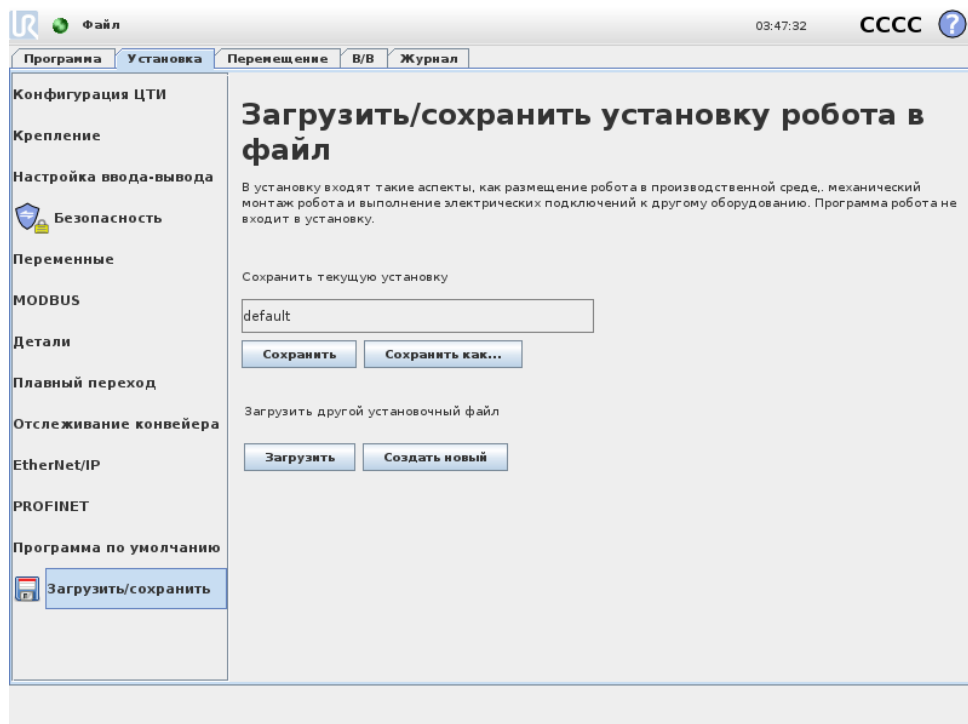 UR Файл 03:47:32 CCCC ?
Программа Установка Перемещение В/В Журнал
Конфигурация ЦТИ
Крепление
Настройка ввода-вывода
Безопасность
Переменные
MODBUS
Детали
Плавный переход
Отслеживание конвейера
EtherNet/IP
PROFINET
Программа по умолчанию
Загрузить/сохранить
Загрузить/сохранить установку робота в
файл
В установку входят такие аспекты, как размещение робота в производственной среде,. механический
монтаж робота и выполнение электрических подключений к другому оборудованию. Программа робота не
входит в установку.
Сохранить текущую установку
default
Сохранить Сохранить как...
Загрузить другой установочный файл
Загрузить Создать новый